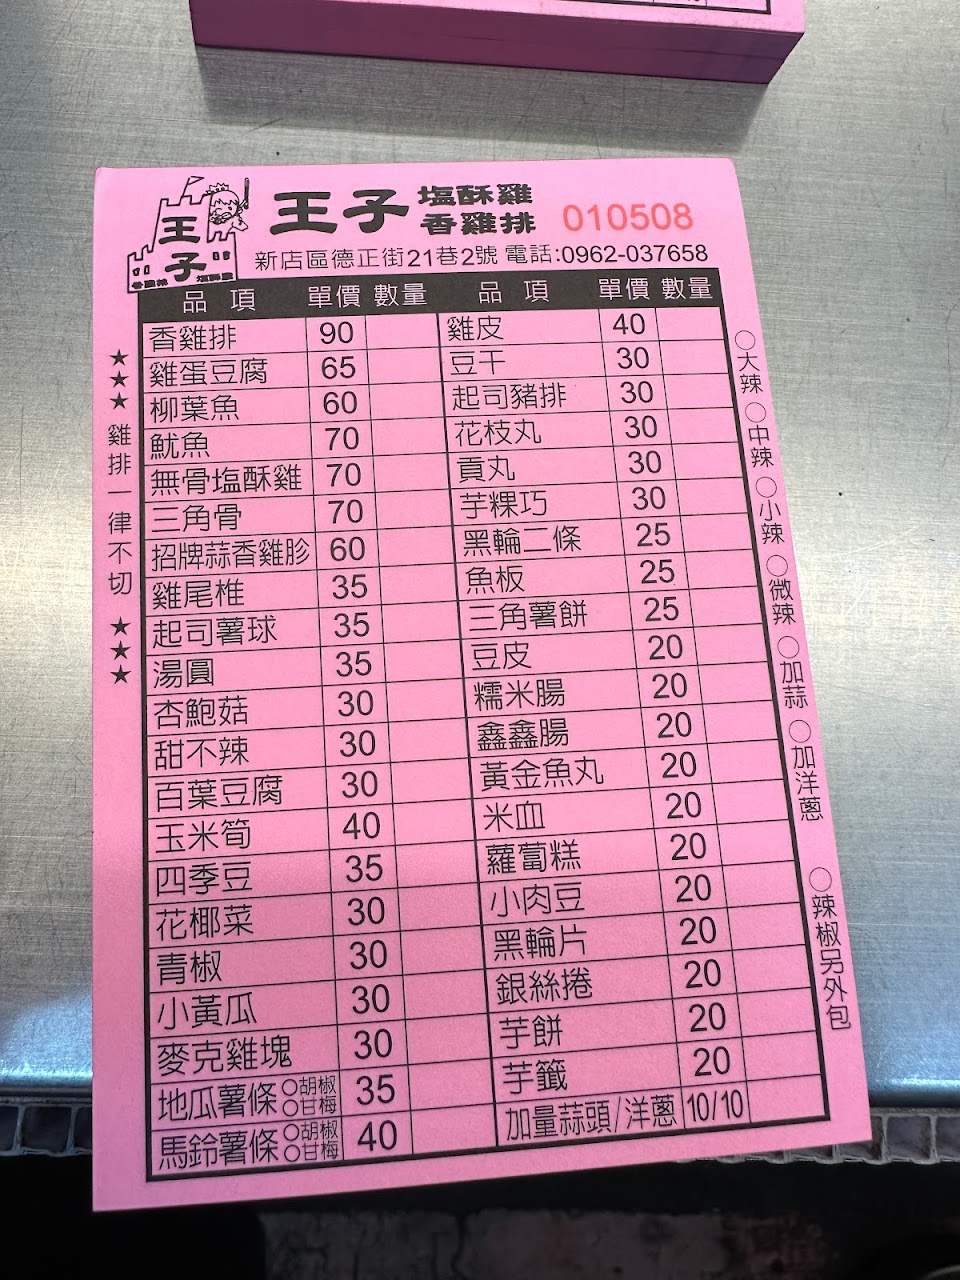 王子
香雞排 塩酥雞
王子 塩酥雞 香雞排 010508
新店區德正街21巷2號 電話:0962-037658
品 項 單價 數量 品 項 單價 數量
香雞排 90 雞皮 40
雞蛋豆腐 65 豆干 30
柳葉魚 60 起司豬排 30
魷魚 70 花枝丸 30
無骨塩酥雞 70 貢丸 30
三角骨 70 芋粿巧 30
招牌蒜香雞胗 60 黑輪二條 25
雞尾椎 35 魚板 25
起司薯球 35 三角薯餅 25
湯圓 35 豆皮 20
杏鮑菇 30 糯米腸 20
甜不辣 30 鑫鑫腸 20
百葉豆腐 30 黃金魚丸 20
玉米筍 40 米血 20
四季豆 35 蘿蔔糕 20
花椰菜 30 小肉豆 20
青椒 30 黑輪片 20
小黃瓜 30 銀絲捲 20
麥克雞塊 30 芋餅 20
地瓜薯條 ○胡椒 ○甘梅 35 芋籤 20
馬鈴薯條 ○胡椒 ○甘梅 40 加量蒜頭/洋蔥 10/10
★★★ 雞排一律不切 ★★★
○大辣 ○中辣 ○小辣 ○微辣 ○加蒜 ○加洋蔥 ○辣椒另外包